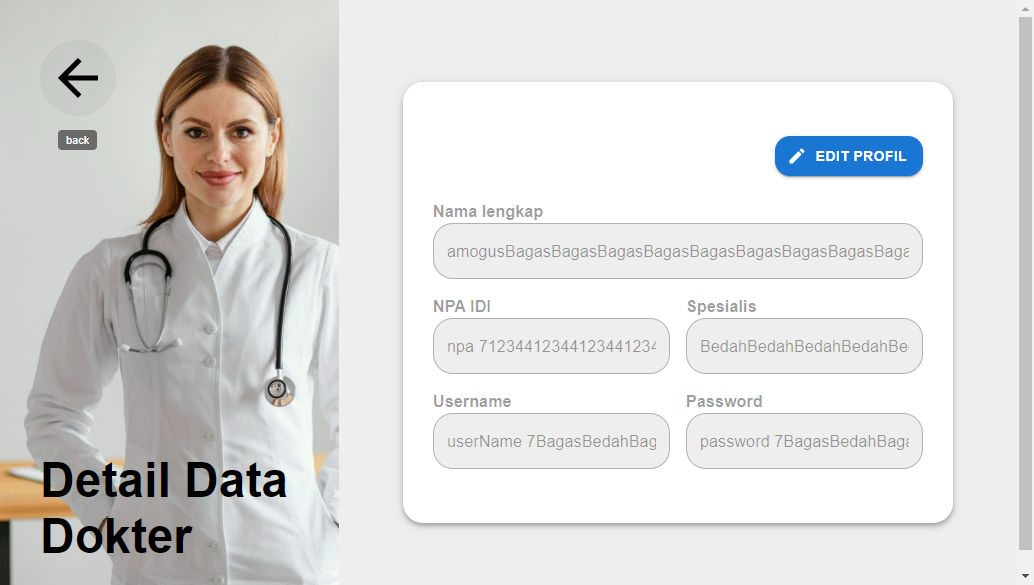 back
EDIT PROFIL
Nama lengkap
amogusBagasBagasBagasBagasBagasBagasBagasBagasBaga
NPA IDI
Spesialis
npa 71234412344123441234
BedahBedahBedahBedahBe
Username
Password
userName 7BagasBedahBag
password 7BagasBedahBaga
Detail Data
Dokter